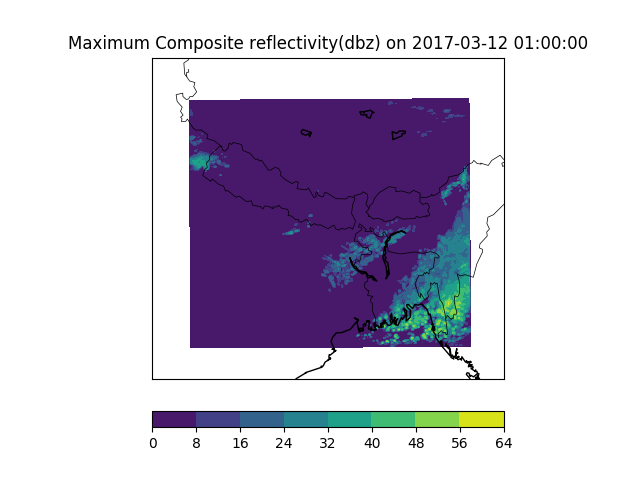 Maximum Composite reflectivity(dbz) on 2017-03-12 01:00:00
0 8 16 24 32 40 48 56 64